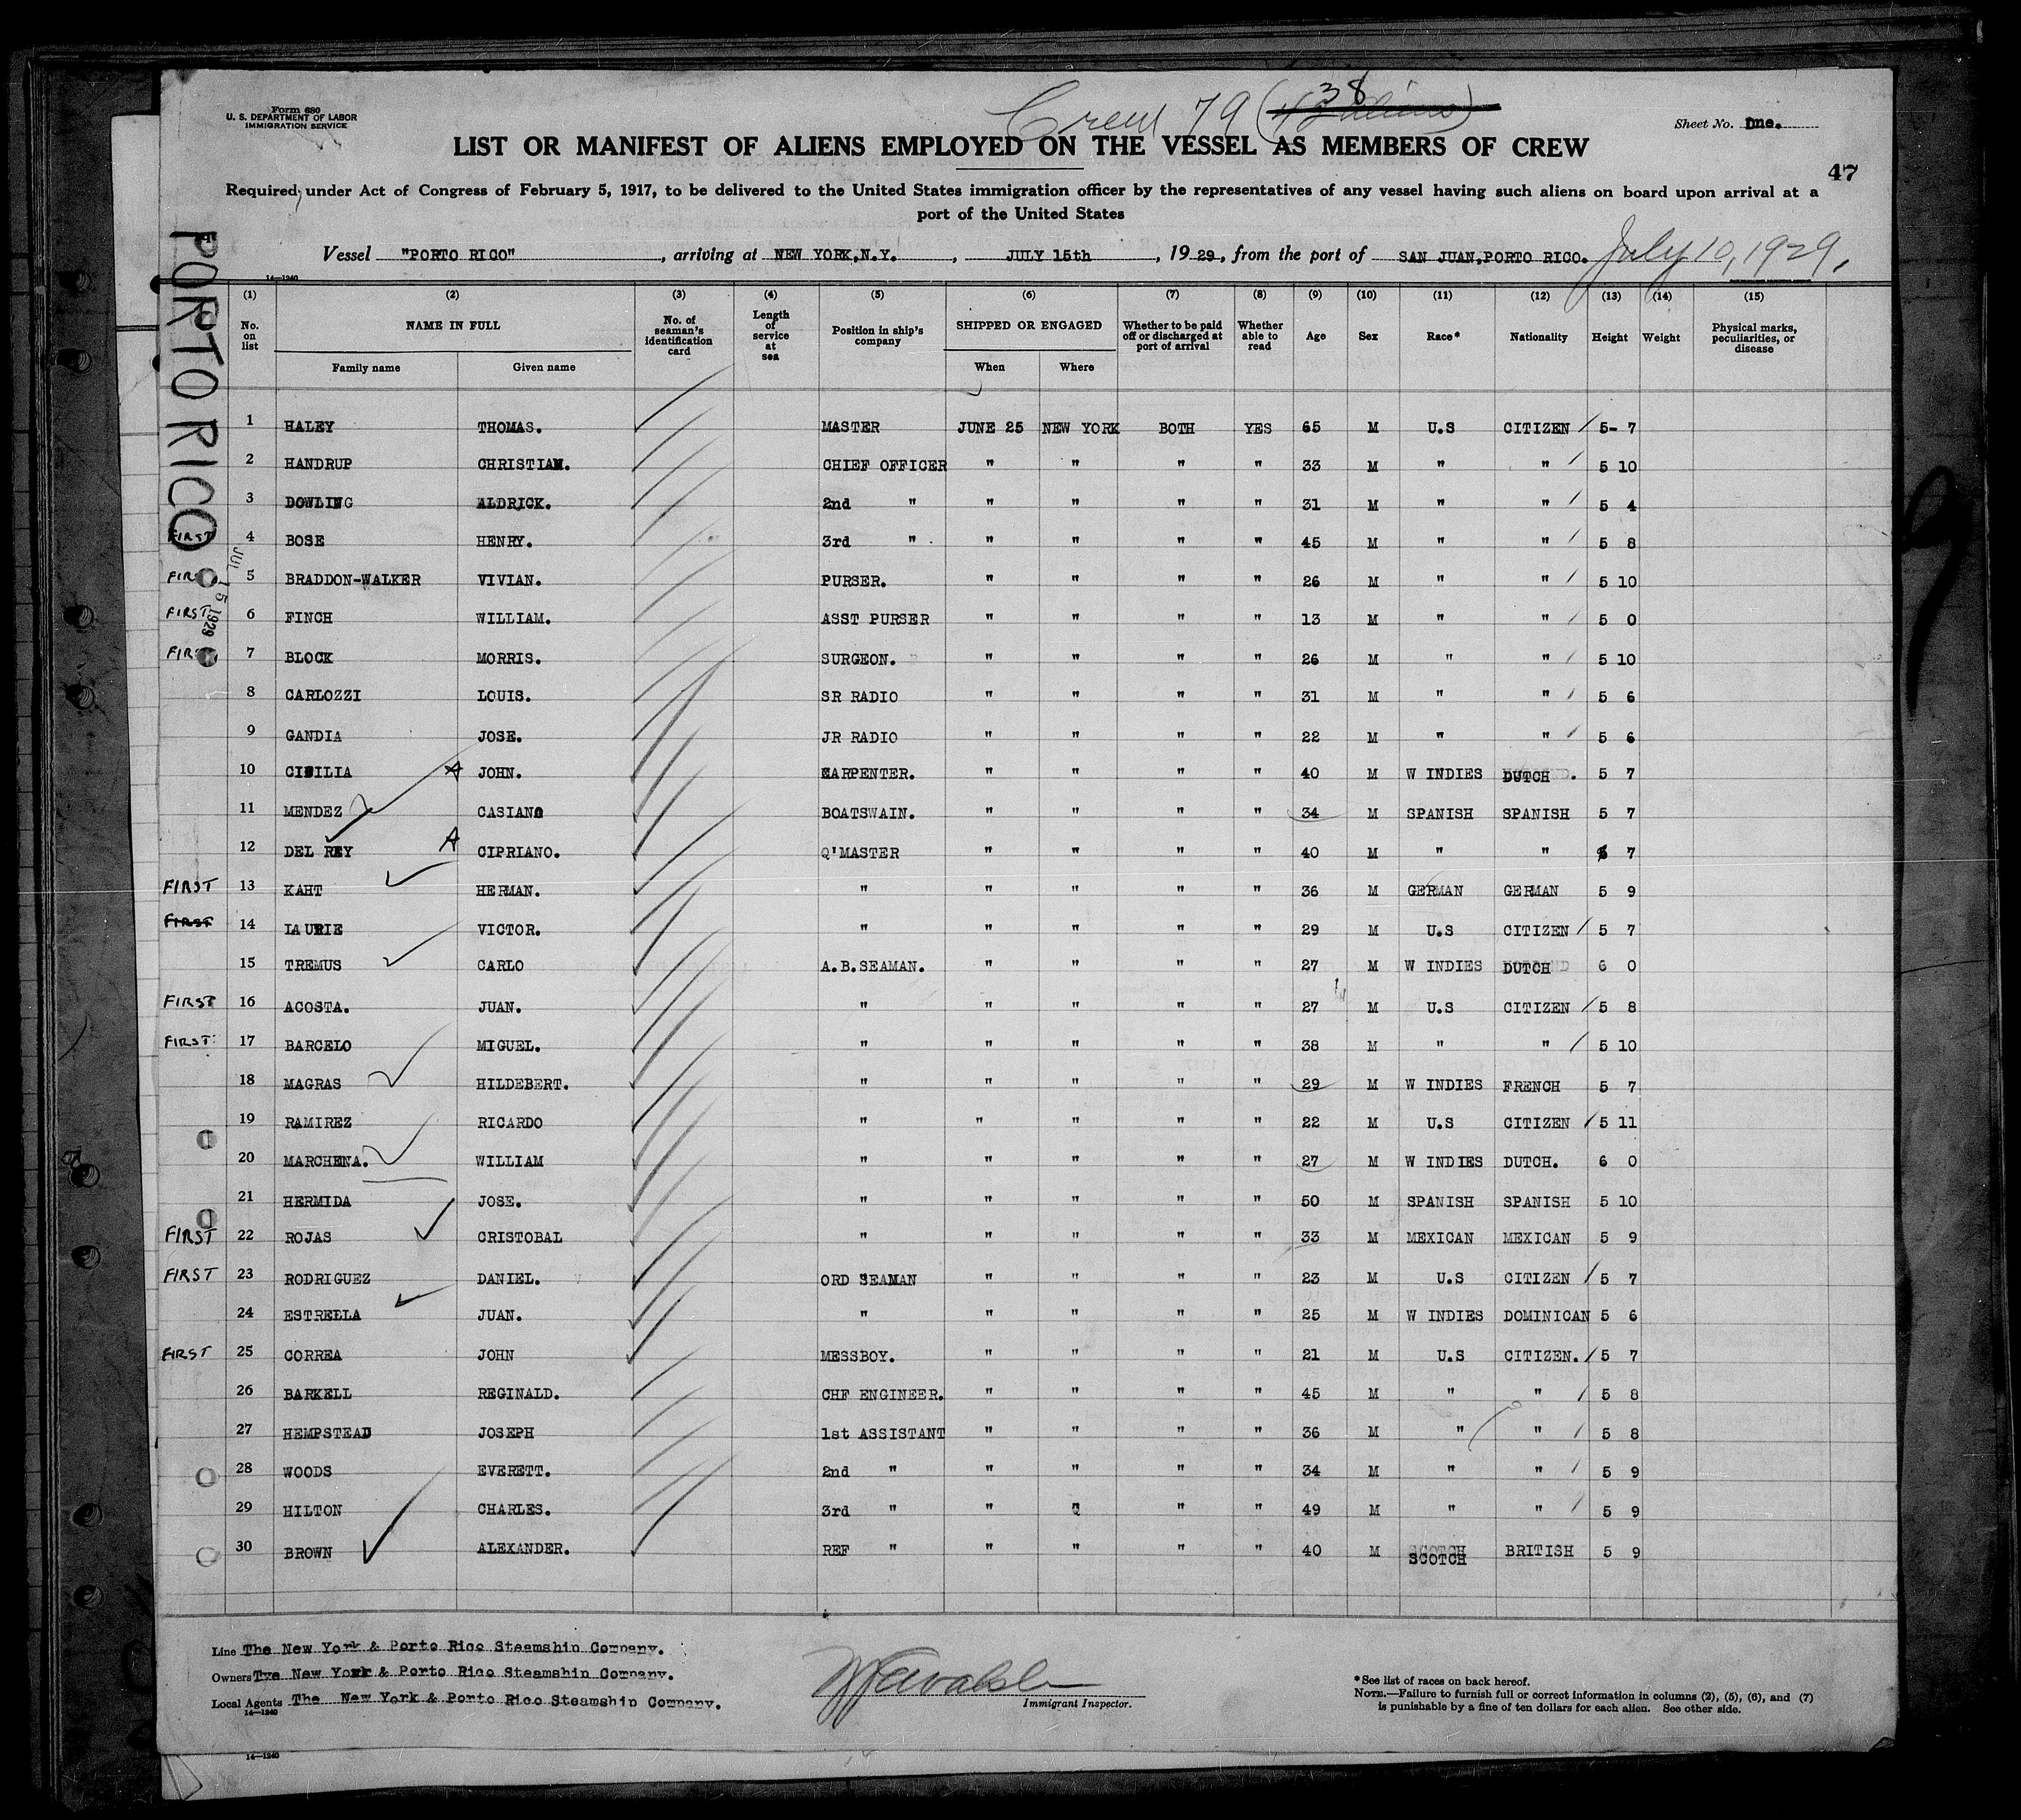 Form 680
U. S. DEPARTMENT OF LABOR
IMMIGRATION SERVICE
Crew 79 (38
Sheet No. One.
LIST OR MANIFEST OF ALIENS EMPLOYED ON THE VESSEL AS MEMBERS OF CREW
47
Required under Act of Congress of February 5, 1917, to be delivered to the United States immigration officer by the representatives of any vessel having such aliens on board upon arrival at a
port of the United States
Vessel "PORTO RICO", arriving at NEW YORK,N.Y., JULY 15th, 1929, from the port of SAN JUAN,PORTO RICO. July 10, 1929.
14—1240
PORTO RICO
JUL 15 1929
(1) (2) (3) (4) (5) (6) (7) (8) (9) (10) (11) (12) (13) (14) (15)
No. on list NAME IN FULL Family name Given name No. of seaman's identification card Length of service at sea Position in ship's company SHIPPED OR ENGAGED When Where Whether to be paid off or discharged at port of arrival Whether able to read Age Sex Race* Nationality Height Weight Physical marks, peculiarities, or disease
1 HALEY THOMAS. MASTER JUNE 25 NEW YORK BOTH YES 65 M U.S CITIZEN 5- 7
2 HANDRUP CHRISTIAN. CHIEF OFFICER " " " " 33 M " " 5 10
3 DOWLING ALDRICK. 2nd " " " " " 31 M " " 5 4
FIRST 4 BOSE HENRY. 3rd " " " " " 45 M " " 5 8
FIRST 5 BRADDON-WALKER VIVIAN. PURSER. " " " " 26 M " " 5 10
FIRST 6 FINCH WILLIAM. ASST PURSER " " " " 13 M " " 5 0
FIRST 7 BLOCK MORRIS. SURGEON. " " " " 26 M " " 5 10
8 CARLOZZI LOUIS. SR RADIO " " " " 31 M " " 5 6
9 GANDIA JOSE. JR RADIO " " " " 22 M " " 5 6
10 CISILIA A JOHN. CARPENTER. " " " " 40 M W INDIES DUTCH . 5 7
11 MENDEZ CASIANO BOATSWAIN. " " " " 34 M SPANISH SPANISH 5 7
12 DEL REY A CIPRIANO. Q'MASTER " " " " 40 M " " 5 7
FIRST 13 KAHT HERMAN. " " " " " 36 M GERMAN GERMAN 5 9
FIRST 14 LAURIE VICTOR. " " " " " 29 M U.S CITIZEN 5 7
15 TREMUS CARLO A.B.SEAMAN. " " " " 27 M W INDIES DUTCH 6 0
FIRST 16 ACOSTA. JUAN. " " " " " 27 M U.S CITIZEN 5 8
FIRST 17 BARCELO MIGUEL. " " " " " 38 M " " 5 10
18 MAGRAS HILDEBERT. " " " " " 29 M W INDIES FRENCH 5 7
19 RAMIREZ RICARDO " " " " " 22 M U.S CITIZEN 5 11
20 MARCHENA. WILLIAM " " " " " 27 M W INDIES DUTCH. 6 0
21 HERMIDA JOSE. " " " " " 50 M SPANISH SPANISH 5 10
FIRST 22 ROJAS CRISTOBAL " " " " " 33 M MEXICAN MEXICAN 5 9
FIRST 23 RODRIGUEZ DANIEL. ORD SEAMAN " " " " 23 M U.S CITIZEN 5 7
24 ESTRELLA JUAN. " " " " " 25 M W INDIES DOMINICAN 5 6
FIRST 25 CORREA JOHN MESSBOY. " " " " 21 M U.S CITIZEN. 5 7
26 BARKELL REGINALD. CHF ENGINEER. " " " " 45 M " " 5 8
27 HEMPSTEAD JOSEPH 1st ASSISTANT " " " " 36 M " " 5 8
28 WOODS EVERETT. 2nd " " " " " 34 M " " 5 9
29 HILTON CHARLES. 3rd " " " " " 49 M " " 5 9
30 BROWN ALEXANDER. REF " " " " " 40 M SCOTCH BRITISH 5 9
Line The New York & Porto Rico Steamship Company.
Owners Tye New York & Porto Rico Steamship Company.
Local Agents The New York & Porto Rico Steamship Company.
14—1240
Immigrant Inspector.
*See list of races on back hereof.
NOTE.—Failure to furnish full or correct information in columns (2), (5), (6), and (7)
is punishable by a fine of ten dollars for each alien. See other side.
14—1240
9